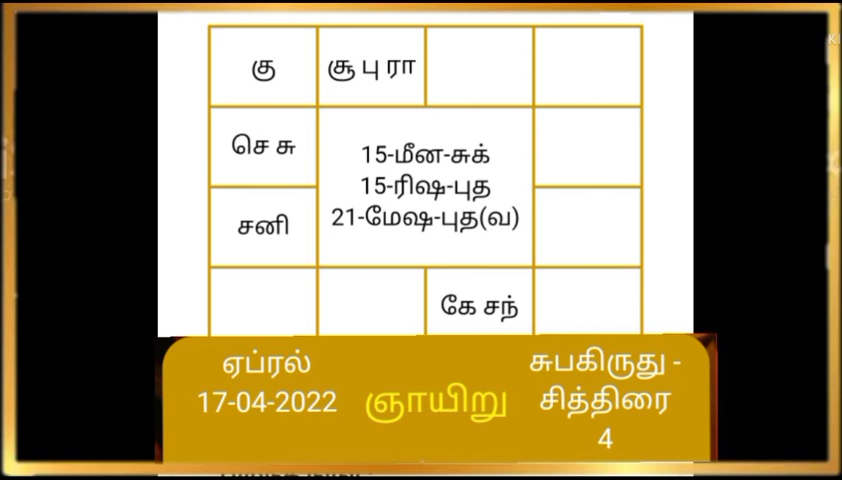 கு
சூ பு ரா
செ சு
15-மீன-சுக்
15-ரிஷ-புத
21-மேஷ-புத(வ)
சனி
கே சந்
ஏப்ரல்
17-04-2022
ஞாயிறு
சுபகிருது -
சித்திரை
4